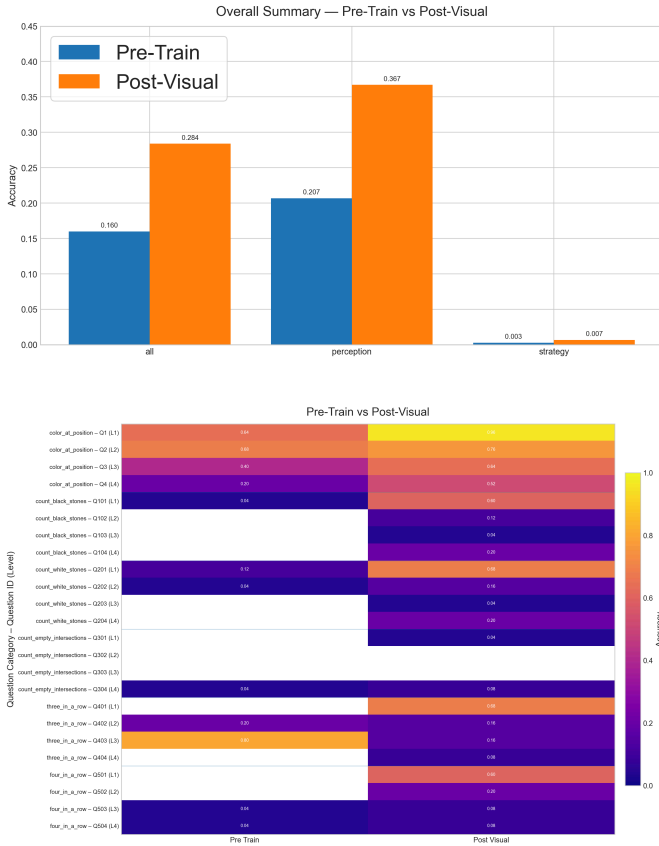 Overall Summary — Pre-Train vs Post-Visual
0.45
0.40
0.35
0.30
0.25
0.20
0.15
0.10
0.05
0.00
Accuracy
Pre-Train
Post-Visual
0.160
0.284
0.207
0.367
0.003
0.007
all perception strategy
Pre-Train vs Post-Visual
Question Category – Question ID (Level)
color_at_position – Q1 (L1) 0.64
color_at_position – Q2 (L2) 0.68 0.76
color_at_position – Q3 (L3) 0.40 0.64
color_at_position – Q4 (L4) 0.20 0.52
count_black_stones – Q101 (L1) 0.04 0.60
count_black_stones – Q102 (L2) 0.12
count_black_stones – Q103 (L3) 0.04
count_black_stones – Q104 (L4) 0.20
count_white_stones – Q201 (L1) 0.12 0.68
count_white_stones – Q202 (L2) 0.04 0.16
count_white_stones – Q203 (L3) 0.04
count_white_stones – Q204 (L4) 0.20
count_empty_intersections – Q301 (L1) 0.04
count_empty_intersections – Q302 (L2)
count_empty_intersections – Q303 (L3)
count_empty_intersections – Q304 (L4) 0.04 0.08
three_in_a_row – Q401 (L1) 0.68
three_in_a_row – Q402 (L2) 0.20 0.16
three_in_a_row – Q403 (L3) 0.80 0.16
three_in_a_row – Q404 (L4) 0.08
four_in_a_row – Q501 (L1) 0.60
four_in_a_row – Q502 (L2) 0.20
four_in_a_row – Q503 (L3) 0.04 0.08
four_in_a_row – Q504 (L4) 0.04 0.08
Pre Train Post Visual
1.0
0.8
0.6
0.4
0.2
0.0